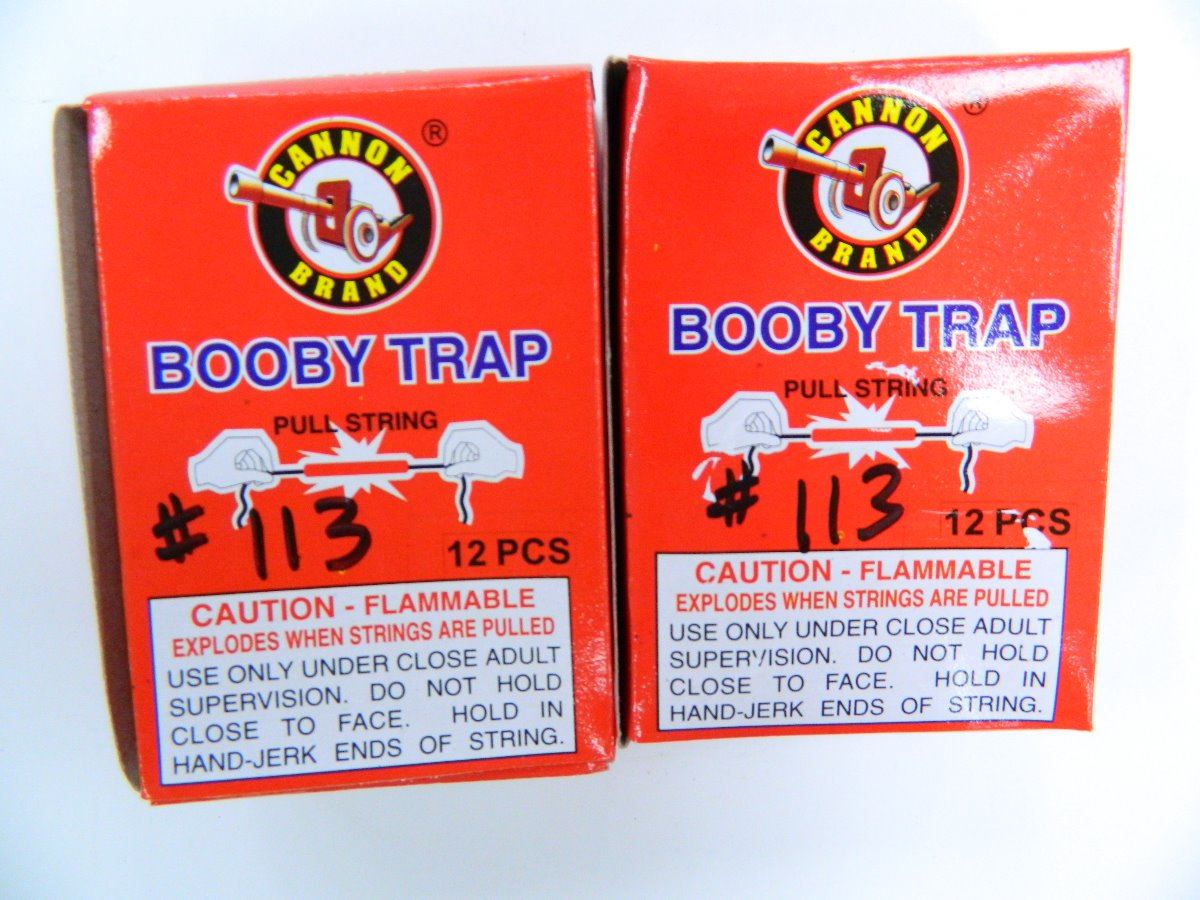 CANNON
BRAND
®
BOOBY TRAP
PULL STRING
# 113
12 PCS
CAUTION - FLAMMABLE
EXPLODES WHEN STRINGS ARE PULLED
USE ONLY UNDER CLOSE ADULT
SUPERVISION. DO NOT HOLD
CLOSE TO FACE. HOLD IN
HAND-JERK ENDS OF STRING.
CANNON
BRAND
®
BOOBY TRAP
PULL STRING
# 113
12 PCS
CAUTION - FLAMMABLE
EXPLODES WHEN STRINGS ARE PULLED
USE ONLY UNDER CLOSE ADULT
SUPERVISION. DO NOT HOLD
CLOSE TO FACE. HOLD IN
HAND-JERK ENDS OF STRING.